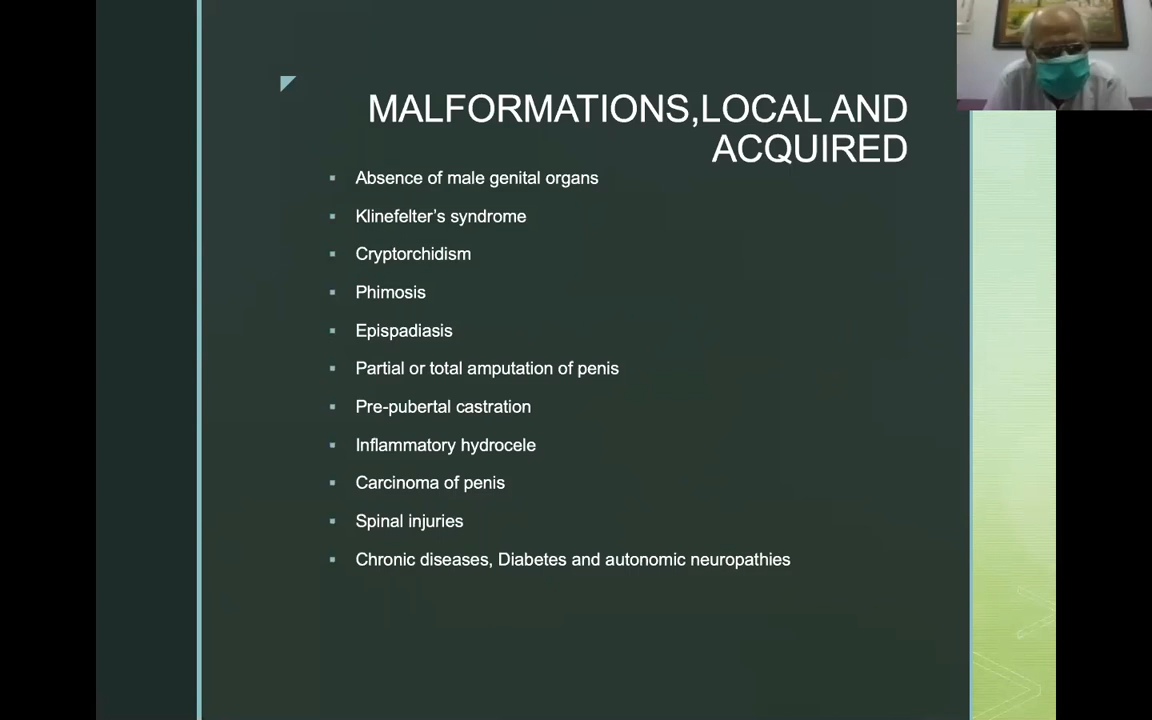 MALFORMATIONS,LOCAL AND
ACQUIRED
Absence of male genital organs
Klinefelter's syndrome
Cryptorchidism
Phimosis
Epispadiasis
Partial or total amputation of penis
Pre-pubertal castration
Inflammatory hydrocele
Carcinoma of penis
Spinal injuries
Chronic diseases, Diabetes and autonomic neuropathies